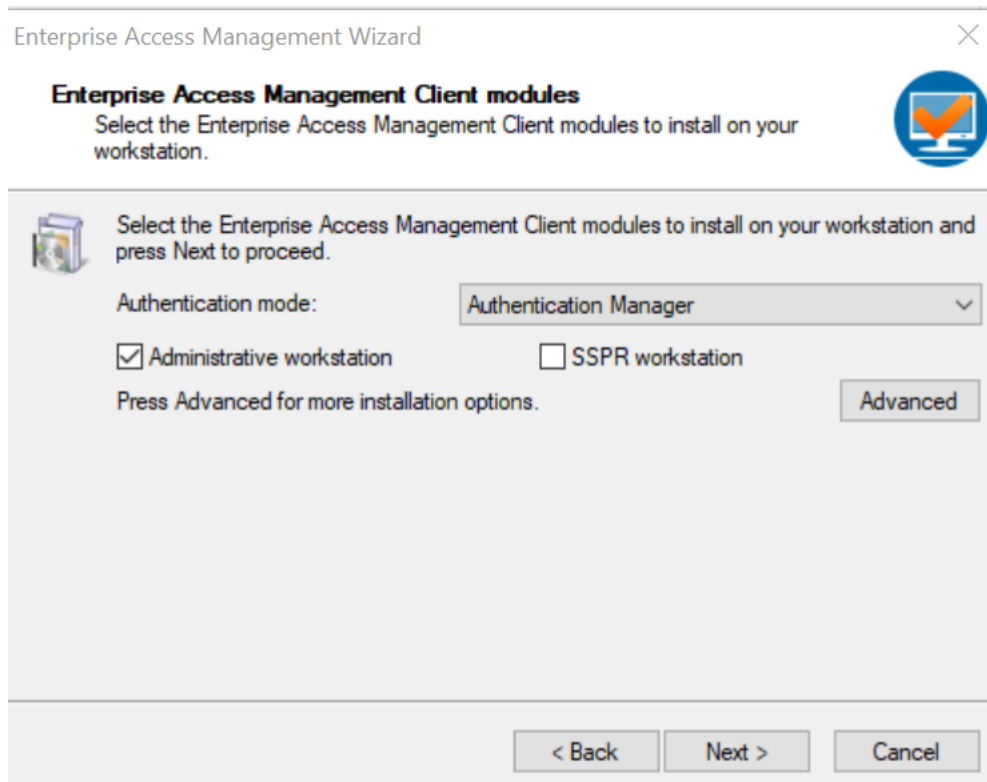 Enterprise Access Management Wizard
Enterprise Access Management Client modules
Select the Enterprise Access Management Client modules to install on your
workstation.
Select the Enterprise Access Management Client modules to install on your workstation and
press Next to proceed.
Authentication mode: Authentication Manager
Administrative workstation SSPR workstation
Press Advanced for more installation options. Advanced
< Back Next > Cancel